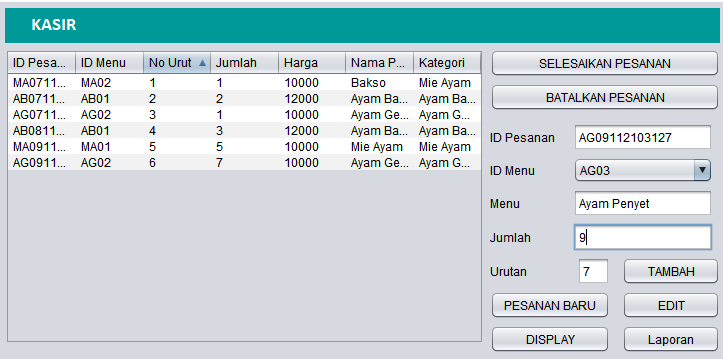 KASIR
ID Pesa... ID Menu No Urut Jumlah Harga Nama P... Kategori
MA0711... MA02 1 1 10000 Bakso Mie Ayam
AB0711... AB01 2 2 12000 Ayam Ba... Ayam Ba...
AG0711... AG02 3 1 10000 Ayam Ge... Ayam G...
AB0811... AB01 4 3 12000 Ayam Ba... Ayam Ba...
MA0911... MA01 5 5 10000 Mie Ayam Mie Ayam
AG0911... AG02 6 7 10000 Ayam Ge... Ayam G...
SELESAIKAN PESANAN
BATALKAN PESANAN
ID Pesanan AG09112103127
ID Menu AG03
Menu Ayam Penyet
Jumlah 9
Urutan 7 TAMBAH
PESANAN BARU EDIT
DISPLAY Laporan